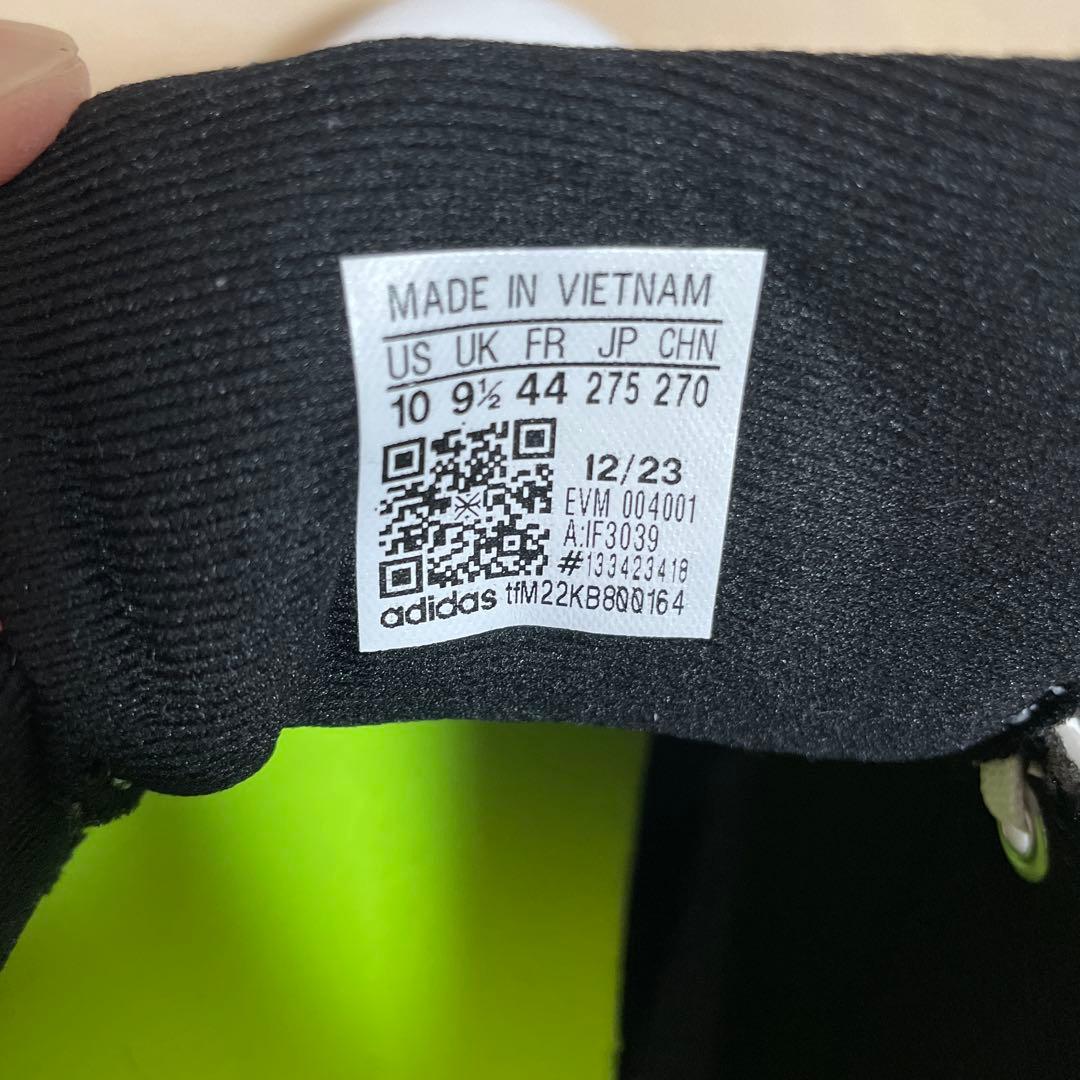 MADE IN VIETNAM
US UK FR JP CHN
10 9½ 44 275 270
12/23
EVM 004001
A:IF3039
#133423418
adidas tfM22KB800164